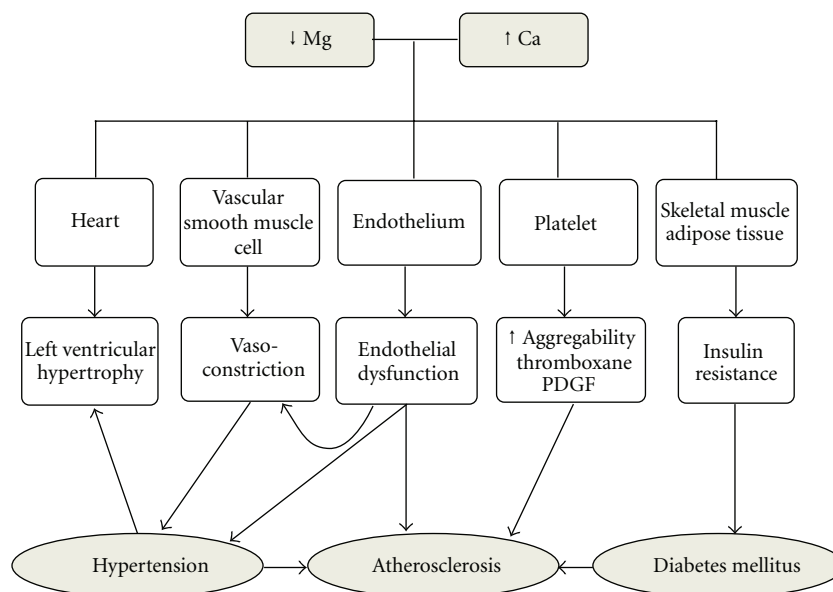 ↓ Mg
↑ Ca
Heart
Vascular
smooth muscle
cell
Endothelium
Platelet
Skeletal muscle
adipose tissue
Left ventricular
hypertrophy
Vaso-
constriction
Endothelial
dysfunction
↑ Aggregability
thromboxane
PDGF
Insulin
resistance
Hypertension
Atherosclerosis
Diabetes mellitus